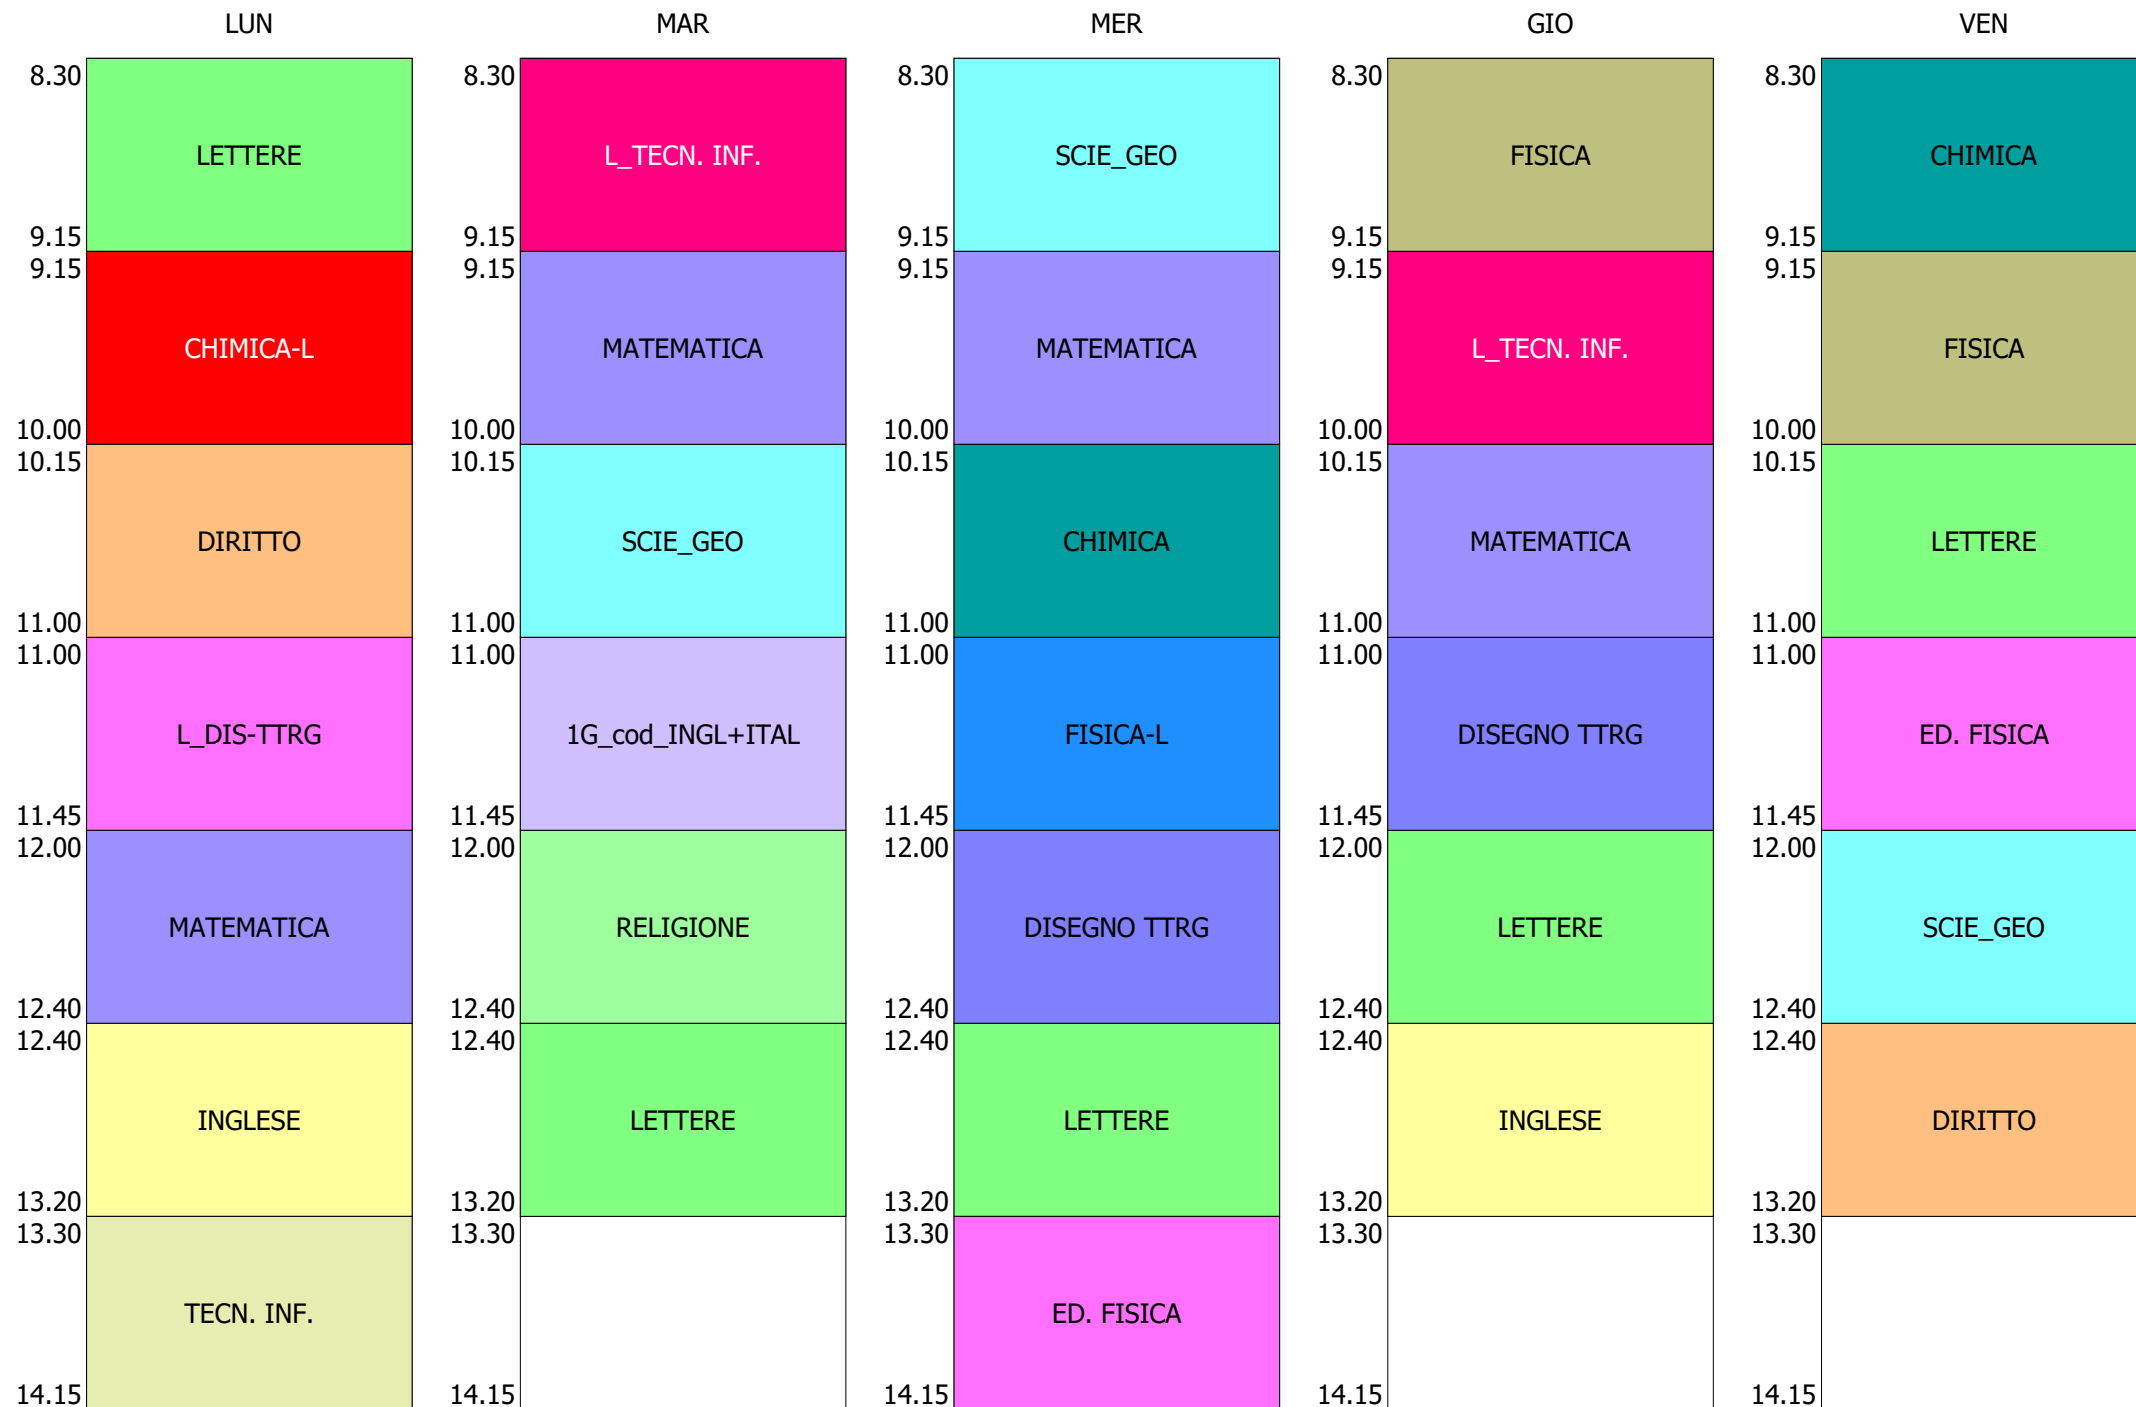 LUN MAR MER GIO VEN
8.30 8.30 8.30 8.30 8.30
LETTERE L_TECN. INF. SCIE_GEO FISICA CHIMICA
9.15 9.15 9.15 9.15 9.15
9.15 9.15 9.15 9.15 9.15
CHIMICA-L MATEMATICA MATEMATICA L_TECN. INF. FISICA
10.00 10.00 10.00 10.00 10.00
10.15 10.15 10.15 10.15 10.15
DIRITTO SCIE_GEO CHIMICA MATEMATICA LETTERE
11.00 11.00 11.00 11.00 11.00
11.00 11.00 11.00 11.00 11.00
L_DIS-TTRG 1G_cod_INGL+ITAL FISICA-L DISEGNO TTRG ED. FISICA
11.45 11.45 11.45 11.45 11.45
12.00 12.00 12.00 12.00 12.00
MATEMATICA RELIGIONE DISEGNO TTRG LETTERE SCIE_GEO
12.40 12.40 12.40 12.40 12.40
12.40 12.40 12.40 12.40 12.40
INGLESE LETTERE LETTERE INGLESE DIRITTO
13.20 13.20 13.20 13.20 13.20
13.30 13.30 13.30 13.30 13.30
TECN. INF. ED. FISICA
14.15 14.15 14.15 14.15 14.15